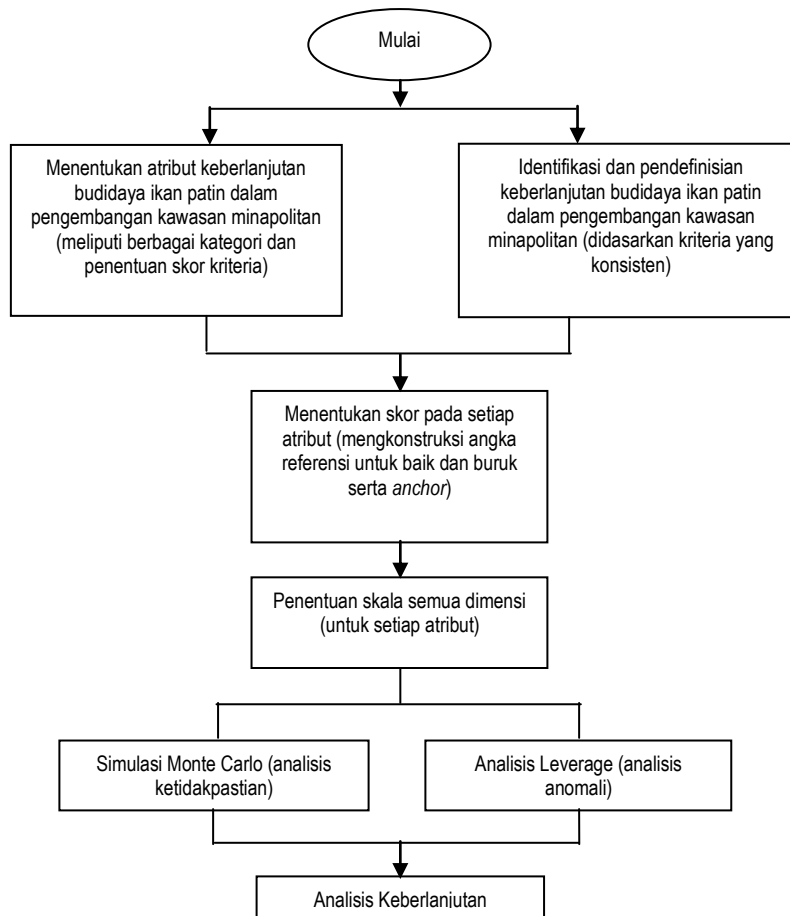 Mulai
Menentukan atribut keberlanjutan
budidaya ikan patin dalam
pengembangan kawasan minapolitan
(meliputi berbagai kategori dan
penentuan skor kriteria)
Identifikasi dan pendefinisian
keberlanjutan budidaya ikan patin
dalam pengembangan kawasan
minapolitan (didasarkan kriteria yang
konsisten)
Menentukan skor pada setiap
atribut (mengkonstruksi angka
referensi untuk baik dan buruk
serta anchor)
Penentuan skala semua dimensi
(untuk setiap atribut)
Simulasi Monte Carlo (analisis
ketidakpastian)
Analisis Leverage (analisis
anomali)
Analisis Keberlanjutan